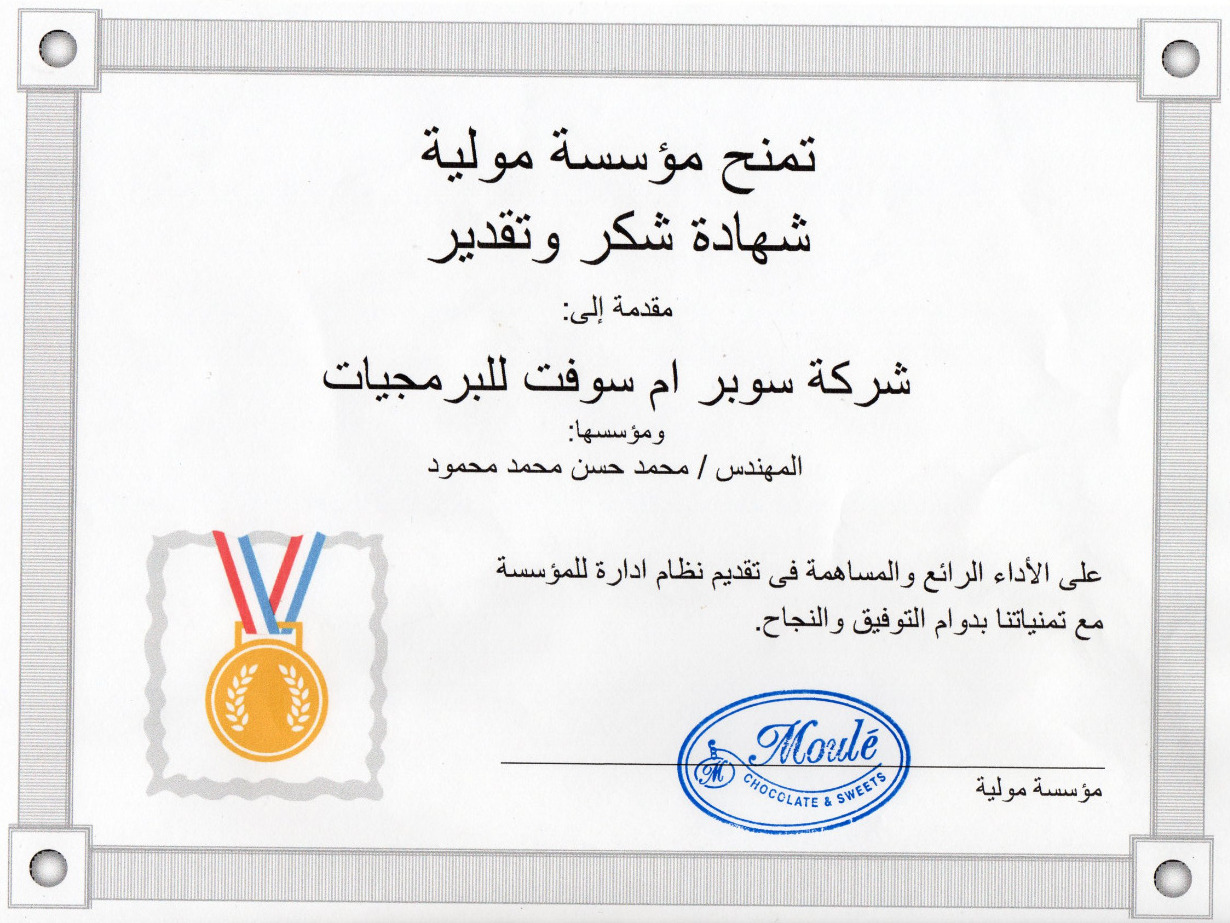 تمنح مؤسسة مولية
شهادة شكر وتقدير
مقدمة إلى:
شركة سوبر ام سوفت للبرمجيات
ومؤسسها:
المهندس / محمد حسن محمد محمود
على الأداء الرائع والمساهمة فى تقديم نظام ادارة للمؤسسة
مع تمنياتنا بدوام التوفيق والنجاح.
Moulé
M
CHOCOLATE & SWEETS
مؤسسة مولية